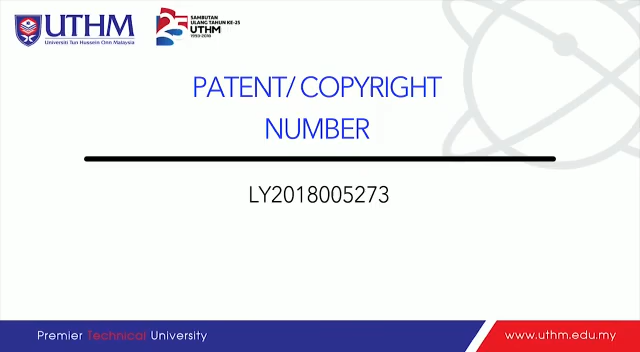 UTHM
Universiti Tun Hussein Onn Malaysia
25
SAMBUTAN
ULANG TAHUN KE-25
UTHM
1993-2018
PATENT/ COPYRIGHT
NUMBER
LY2018005273
Premier Technical University
www.uthm.edu.my